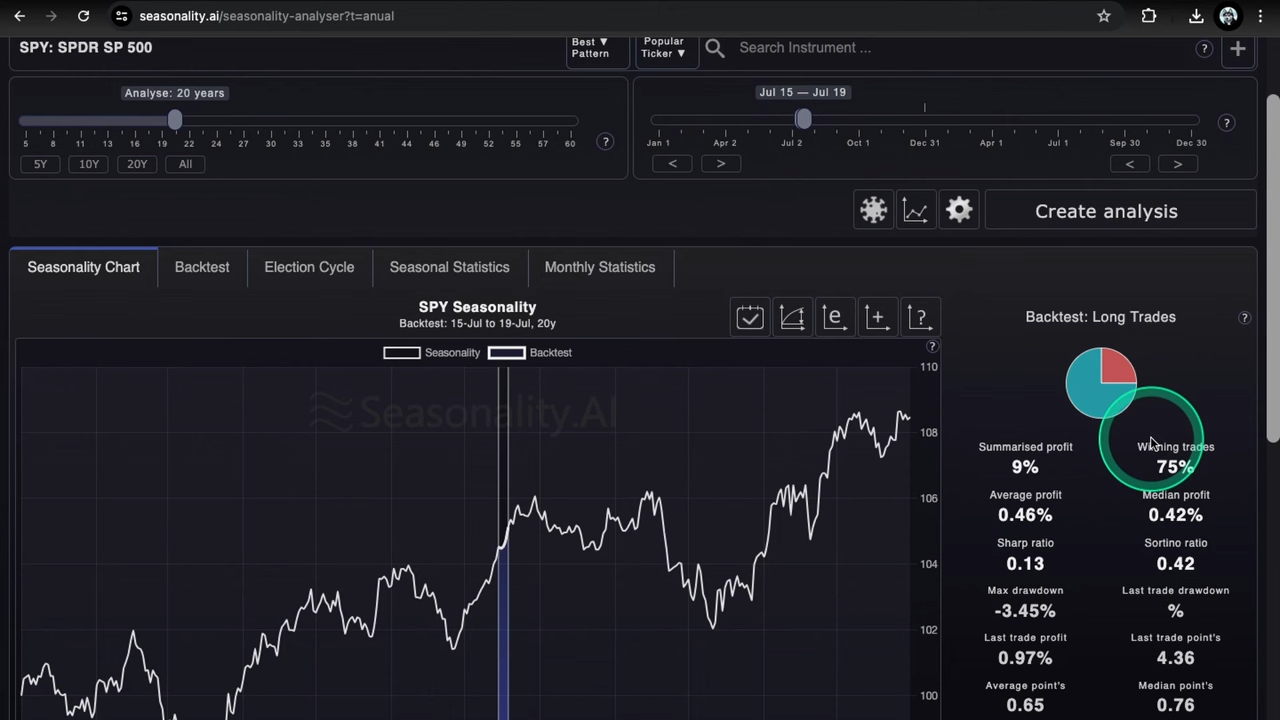 seasonality.ai/seasonality-analyser?t=anual
SPY: SPDR SP 500
Best ▼
Pattern
Popular
Ticker ▼
Search Instrument ...
?
+
Analyse: 20 years
5 8 11 13 16 19 22 24 27 30 33 35 38 41 44 46 49 52 55 57 60
?
5Y 10Y 20Y All
Jul 15 — Jul 19
Jan 1 Apr 2 Jul 2 Oct 1 Dec 31 Apr 1 Jul 1 Sep 30 Dec 30
?
< > < >
Create analysis
Seasonality Chart Backtest Election Cycle Seasonal Statistics Monthly Statistics
SPY Seasonality
Backtest: 15-Jul to 19-Jul, 20y
e + ?
Seasonality Backtest
?
Seasonality.AI
110
108
106
104
102
100
Backtest: Long Trades
?
Summarised profit Winning trades
9% 75%
Average profit Median profit
0.46% 0.42%
Sharp ratio Sortino ratio
0.13 0.42
Max drawdown Last trade drawdown
-3.45% %
Last trade profit Last trade point's
0.97% 4.36
Average point's Median point's
0.65 0.76